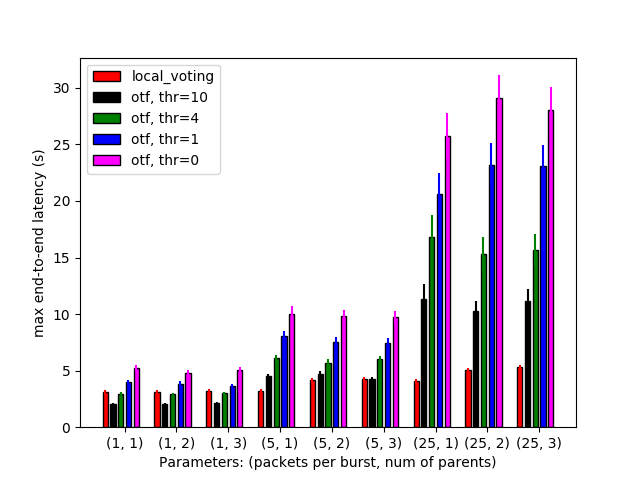 local_voting
otf, thr=10
otf, thr=4
otf, thr=1
otf, thr=0
max end-to-end latency (s)
30
25
20
15
10
5
0
(1, 1) (1, 2) (1, 3) (5, 1) (5, 2) (5, 3) (25, 1) (25, 2) (25, 3)
Parameters: (packets per burst, num of parents)